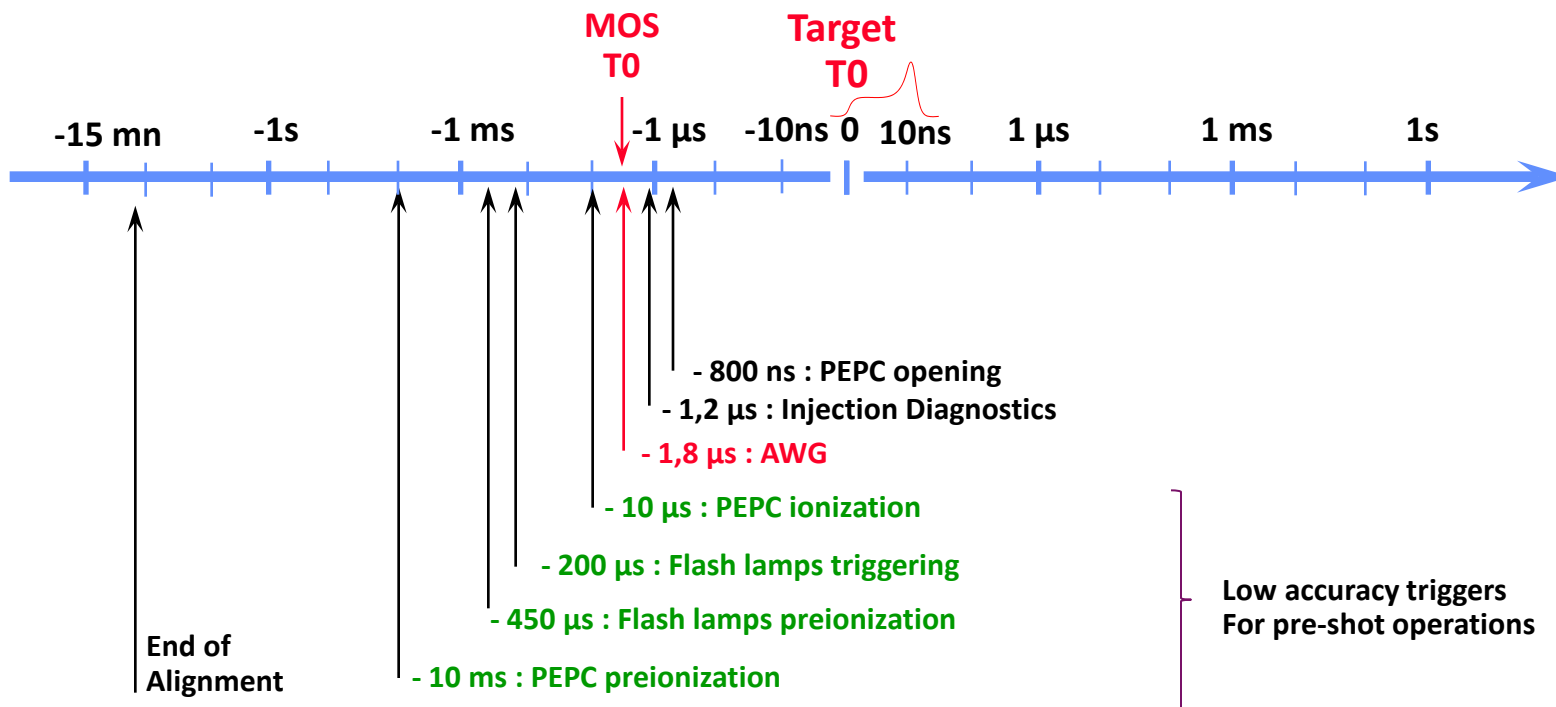 MOS
T0
Target
T0
-15 mn
-1s
-1 ms
-1 µs
-10ns
0
10ns
1 µs
1 ms
1s
- 800 ns : PEPC opening
- 1,2 µs : Injection Diagnostics
- 1,8 µs : AWG
- 10 µs : PEPC ionization
- 200 µs : Flash lamps triggering
- 450 µs : Flash lamps preionization
- 10 ms : PEPC preionization
End of
Alignment
Low accuracy triggers
For pre-shot operations